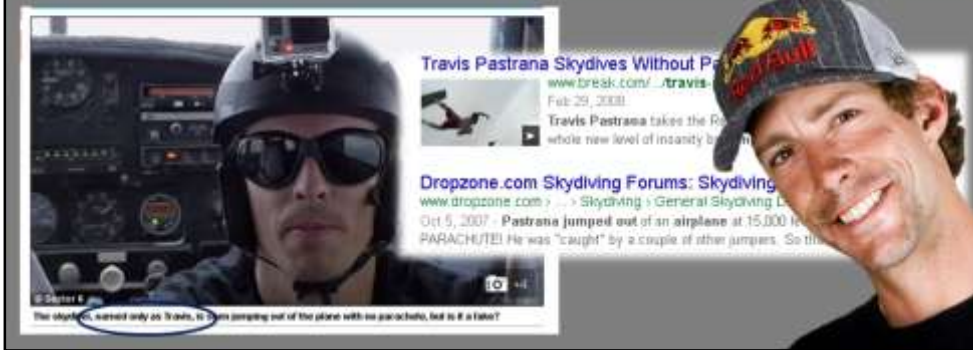 Travis Pastrana Skydives Without
www.break.com/.../travis-
Feb 29, 2008
Travis Pastrana takes the
whole new level of insanity
Dropzone.com Skydiving Forums: Skydiving
www.dropzone.com › ... › Skydiving › General Skydiving
Oct 5, 2007 - Pastrana jumped out of an airplane at 15,000
PARACHUTE! He was "caught" by a couple of other jumpers. So
Red Bull
+4
The skydiver, named only as Travis, is seen jumping out of the plane with no parachute, but is it a fake?